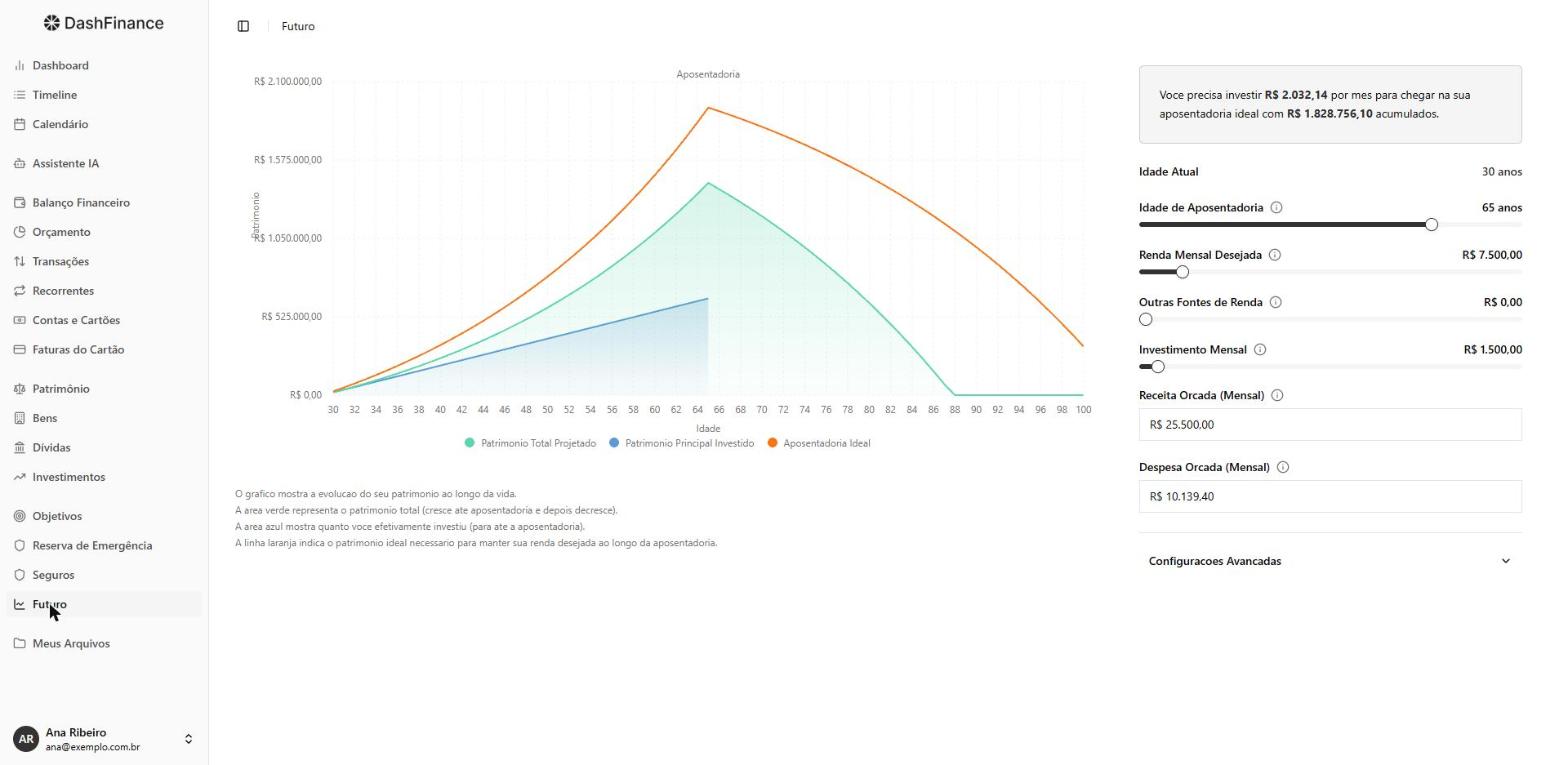 DashFinance
Dashboard
Timeline
Calendário
Assistente IA
Balanço Financeiro
Orçamento
Transações
Recorrentes
Contas e Cartões
Faturas do Cartão
Patrimônio
Bens
Dívidas
Investimentos
Objetivos
Reserva de Emergência
Seguros
Futuro
Meus Arquivos
AR
Ana Ribeiro
ana@exemplo.com.br
Futuro
Aposentadoria
R$ 2.100.000,00
R$ 1.575.000,00
R$ 1.050.000,00
R$ 525.000,00
R$ 0,00
Patrimonio
30 32 34 36 38 40 42 44 46 48 50 52 54 56 58 60 62 64 66 68 70 72 74 76 78 80 82 84 86 88 90 92 94 96 98 100
Idade
Patrimonio Total Projetado Patrimonio Principal Investido Aposentadoria Ideal
O grafico mostra a evolucao do seu patrimonio ao longo da vida.
A area verde representa o patrimonio total (cresce ate aposentadoria e depois decresce).
A area azul mostra quanto voce efetivamente investiu (para ate a aposentadoria).
A linha laranja indica o patrimonio ideal necessario para manter sua renda desejada ao longo da aposentadoria.
Voce precisa investir R$ 2.032,14 por mes para chegar na sua
aposentadoria ideal com R$ 1.828.756,10 acumulados.
Idade Atual 30 anos
Idade de Aposentadoria 65 anos
Renda Mensal Desejada R$ 7.500,00
Outras Fontes de Renda R$ 0,00
Investimento Mensal R$ 1.500,00
Receita Orcada (Mensal)
R$ 25.500.00
Despesa Orcada (Mensal)
R$ 10.139.40
Configuracoes Avancadas